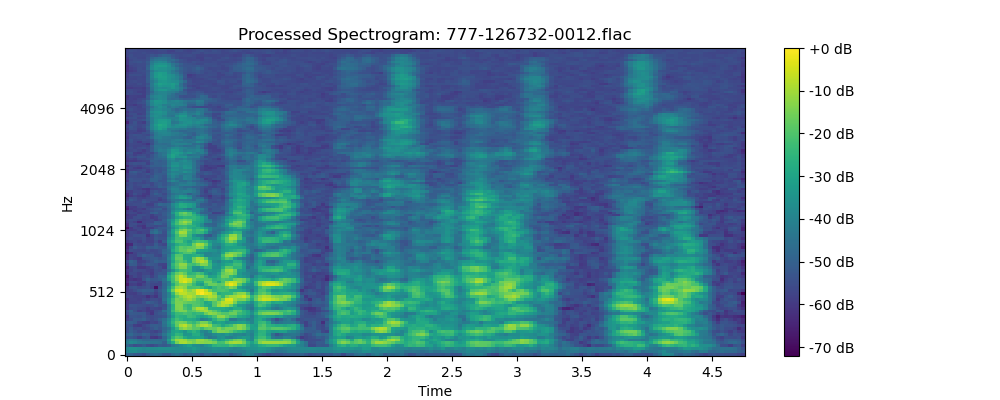 Processed Spectrogram: 777-126732-0012.flac
Hz
4096
2048
1024
512
0
0 0.5 1 1.5 2 2.5 3 3.5 4 4.5
Time
+0 dB
-10 dB
-20 dB
-30 dB
-40 dB
-50 dB
-60 dB
-70 dB